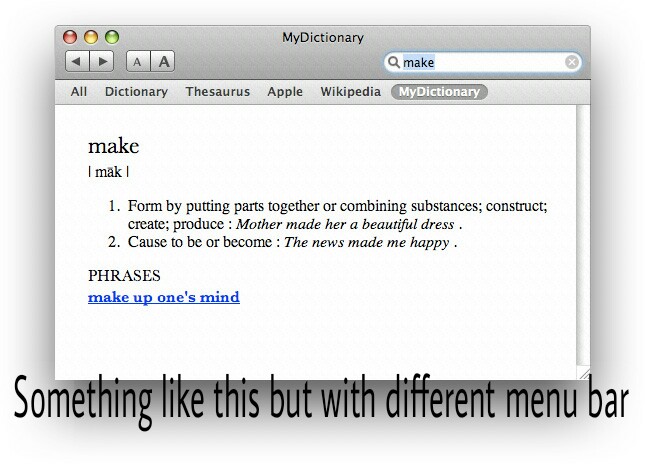 MyDictionary
A A make
All Dictionary Thesaurus Apple Wikipedia MyDictionary
make
| māk |
1. Form by putting parts together or combining substances; construct;
create; produce : Mother made her a beautiful dress .
2. Cause to be or become : The news made me happy .
PHRASES
make up one's mind
Something like this but with different menu bar